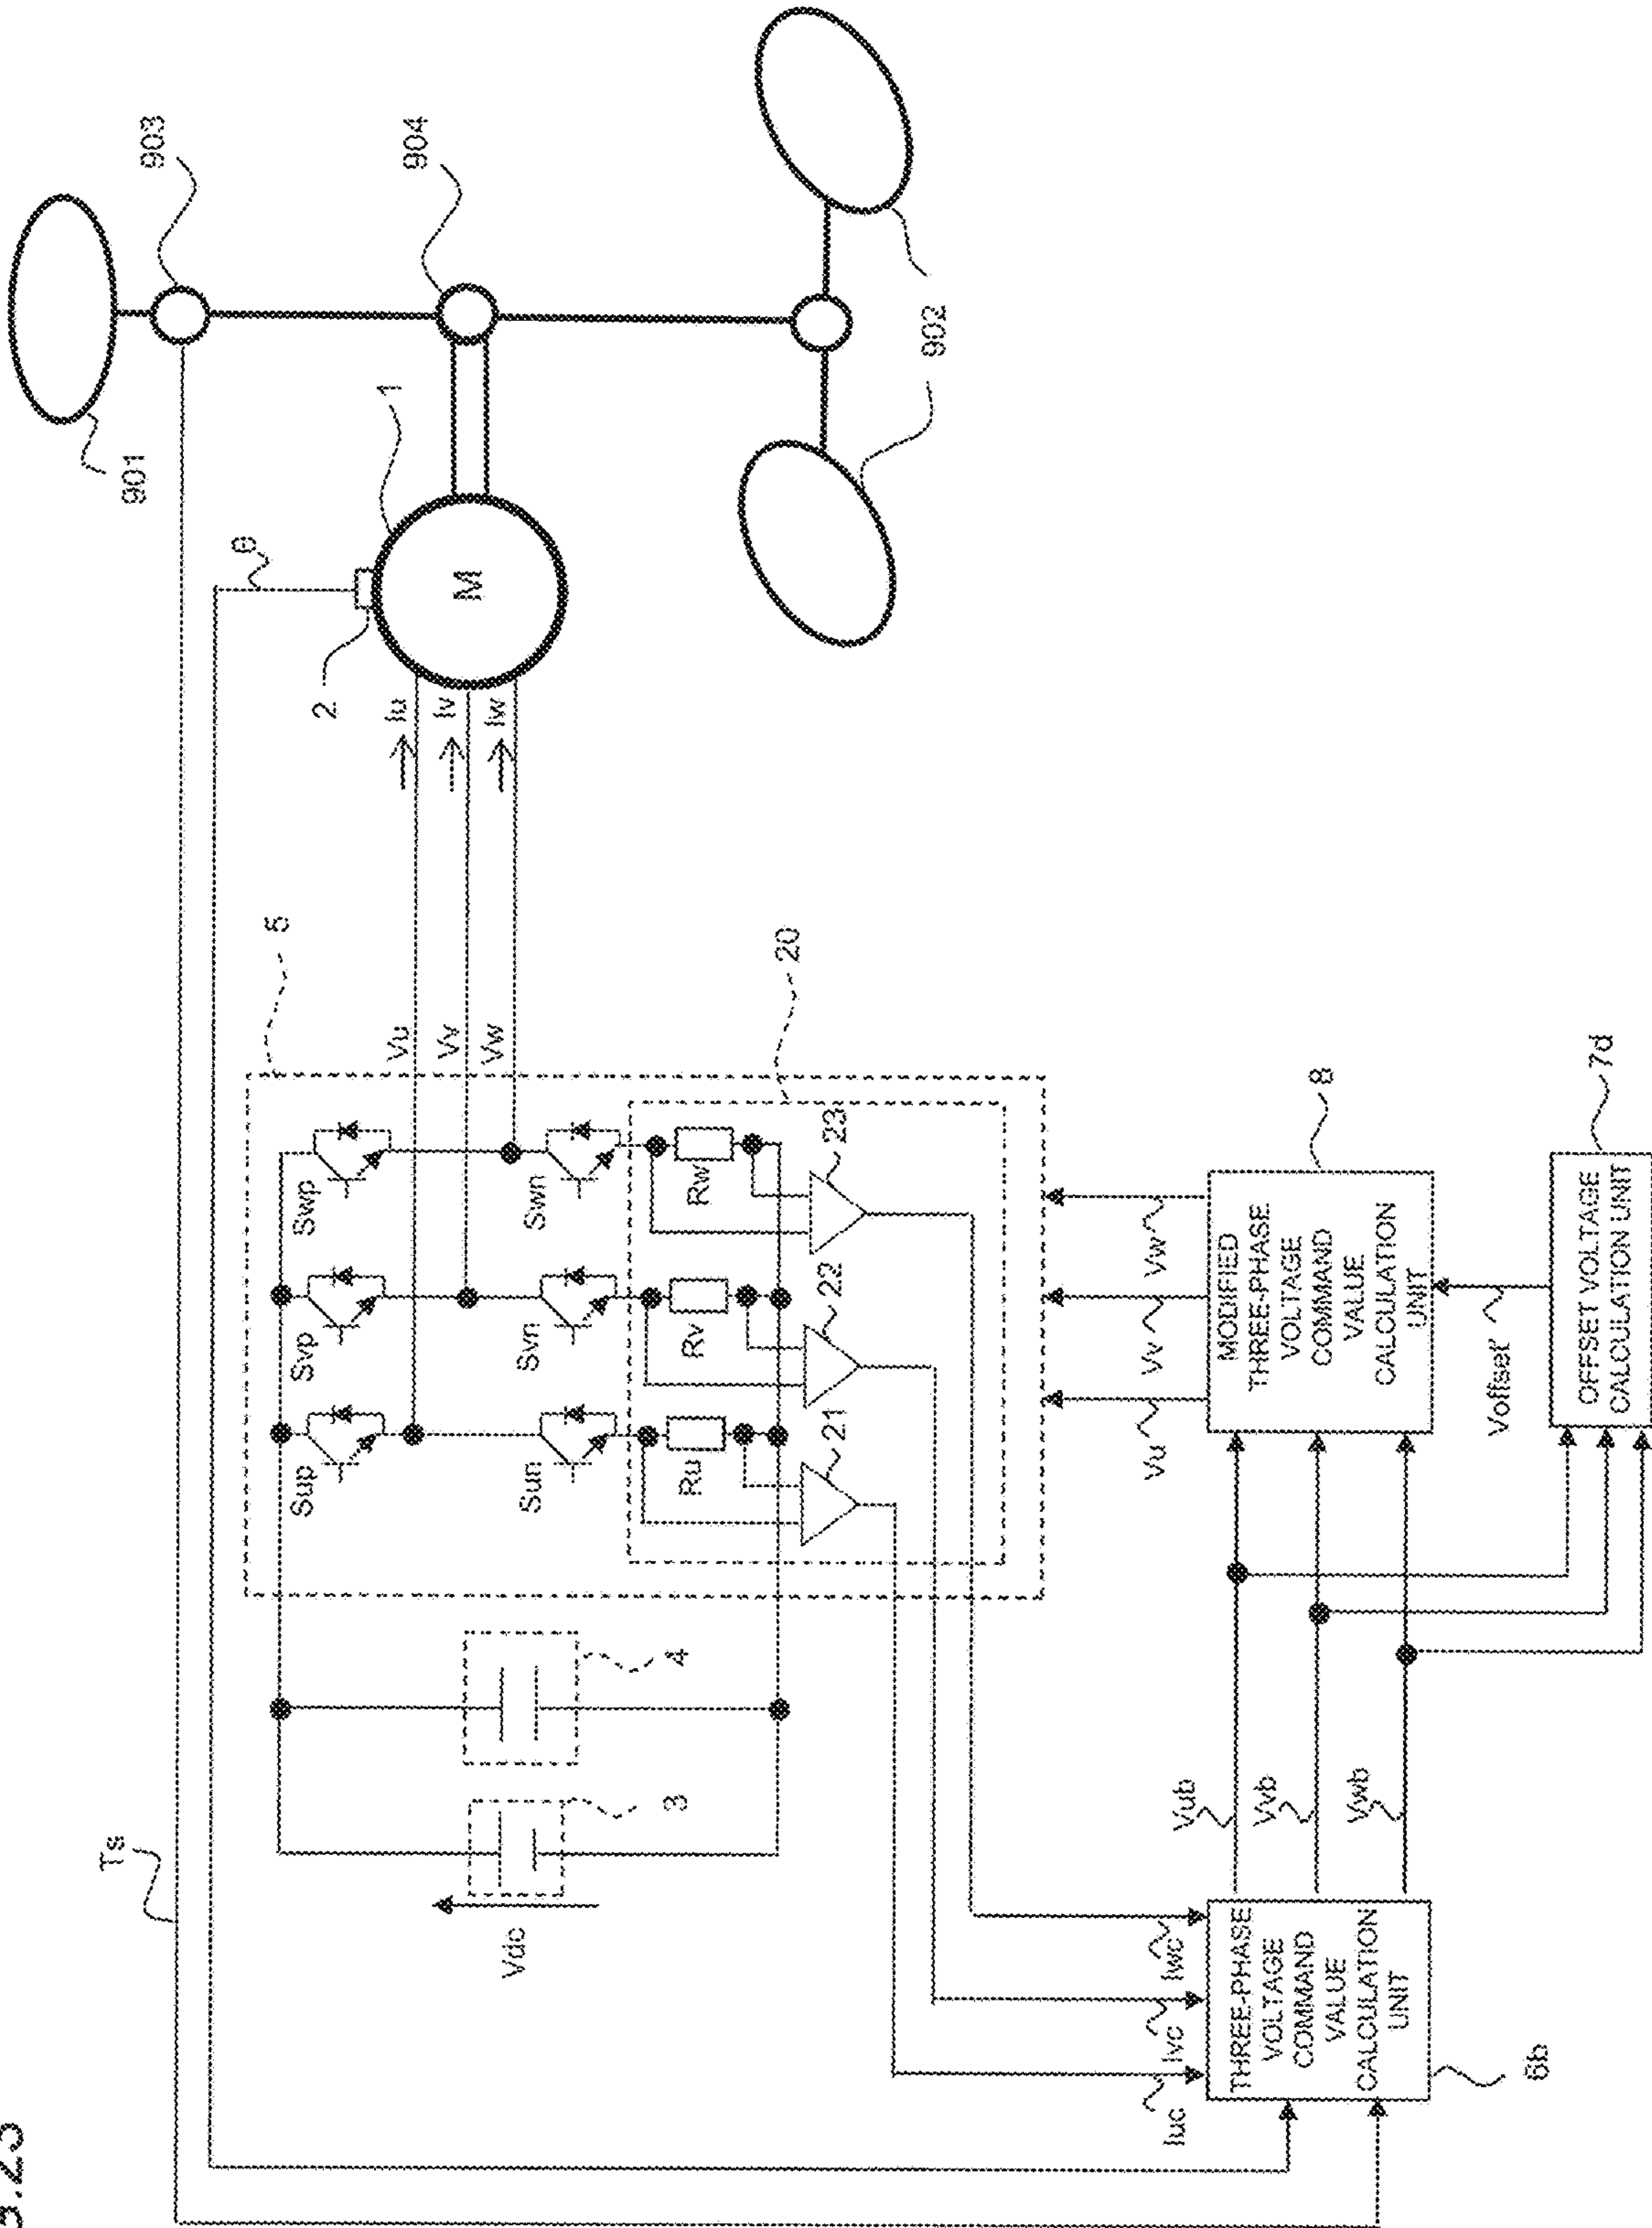 901
903
904
902
1
M
2
θ
Iu
Iv
Iw
5
20
Vu
Vv
Vw
Swp
Svp
Sup
Swn
Svn
Sun
Rw
Rv
Ru
23
22
21
4
3
Vdc
Ts
Vw
Vv
Vu
8
MODIFIED
THREE-PHASE
VOLTAGE
COMMAND
VALUE
CALCULATION
UNIT
7d
OFFSET VOLTAGE
CALCULATION UNIT
Voffset'
Vub
Vvb
Vwb
Iwc
Ivc
Iuc
THREE-PHASE
VOLTAGE
COMMAND
VALUE
CALCULATION
UNIT
6b